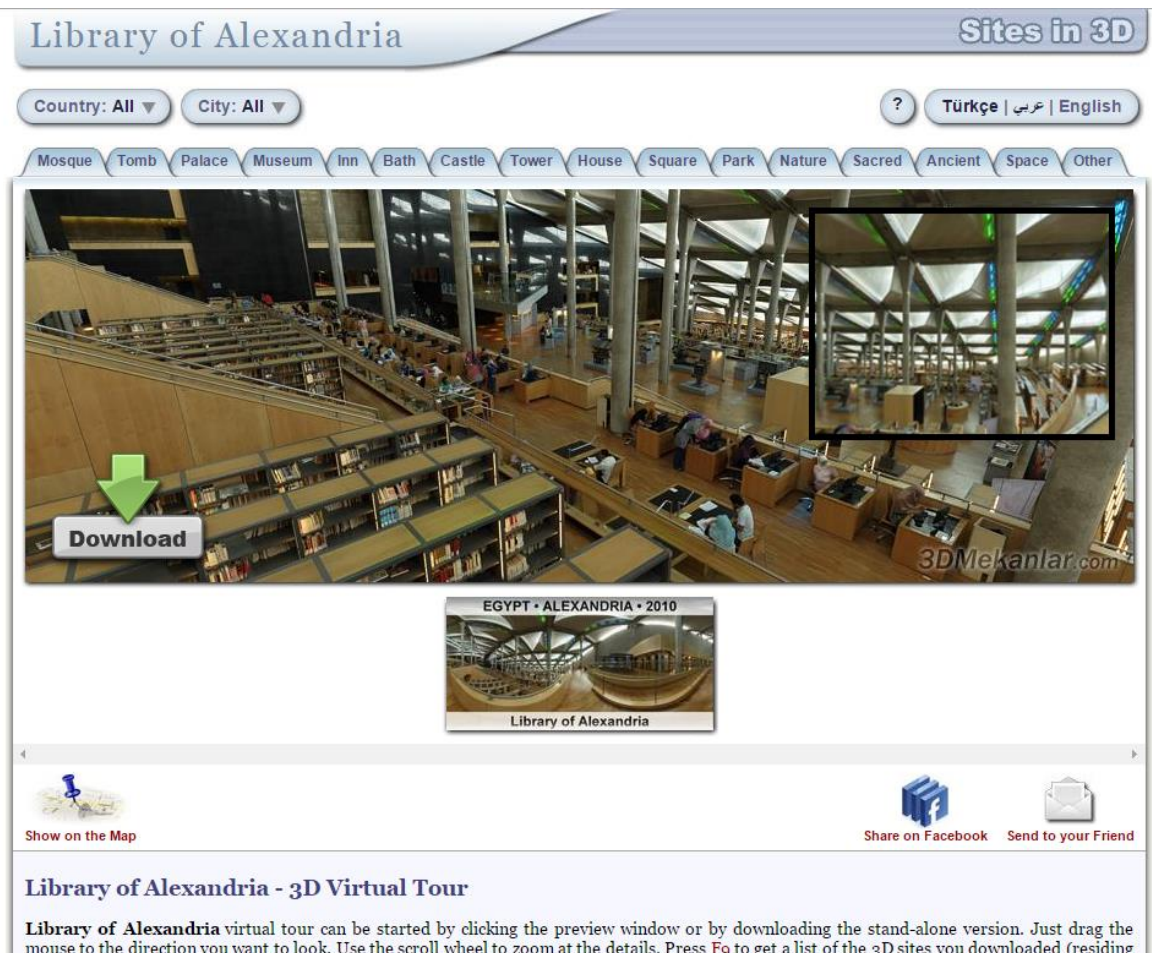 Library of Alexandria
Sites in 3D
Country: All ▼ City: All ▼
? Türkçe | عربي | English
Mosque Tomb Palace Museum Inn Bath Castle Tower House Square Park Nature Sacred Ancient Space Other
Download
3DMekanlar.com
EGYPT • ALEXANDRIA • 2010
Library of Alexandria
Show on the Map
Share on Facebook Send to your Friend
Library of Alexandria - 3D Virtual Tour
Library of Alexandria virtual tour can be started by clicking the preview window or by downloading the stand-alone version. Just drag the
mouse to the direction you want to look. Use the scroll wheel to zoom at the details. Press F9 to get a list of the 3D sites you downloaded (residing